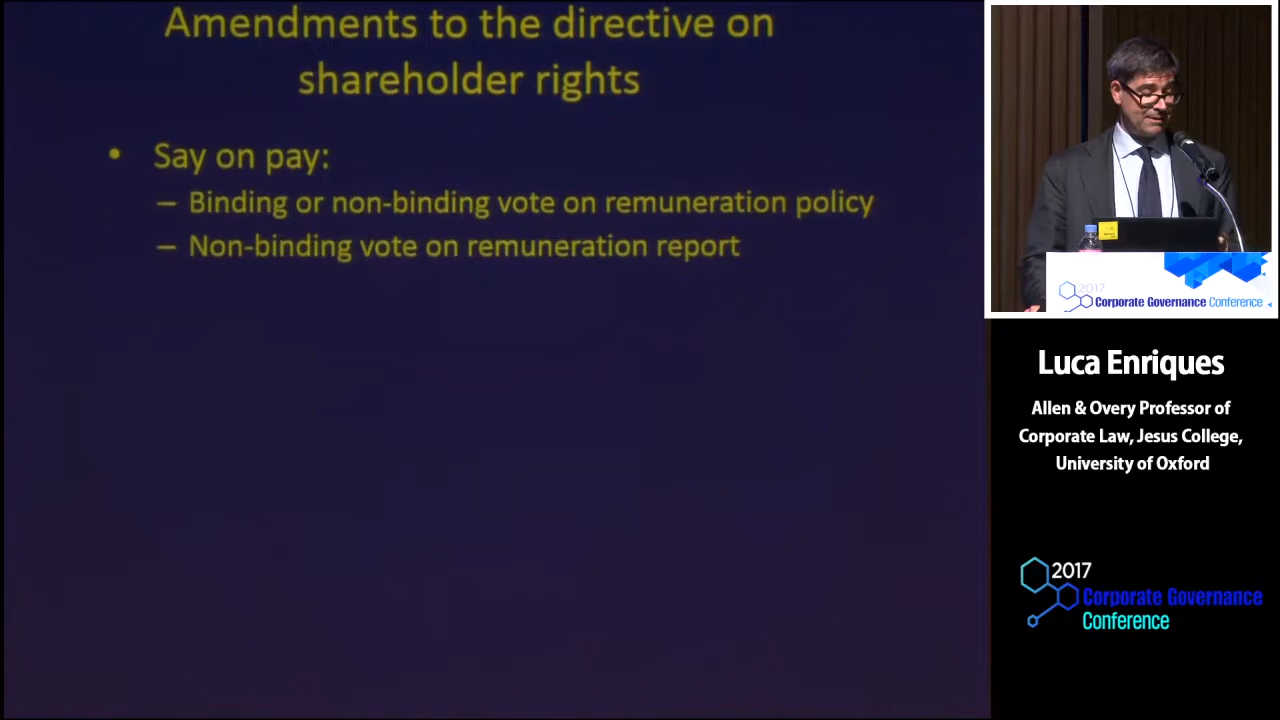 Amendments to the directive on
shareholder rights
• Say on pay:
– Binding or non-binding vote on remuneration policy
– Non-binding vote on remuneration report
2017
Corporate Governance Conference
Luca Enriques
Allen & Overy Professor of
Corporate Law, Jesus College,
University of Oxford
2017
Corporate Governance
Conference